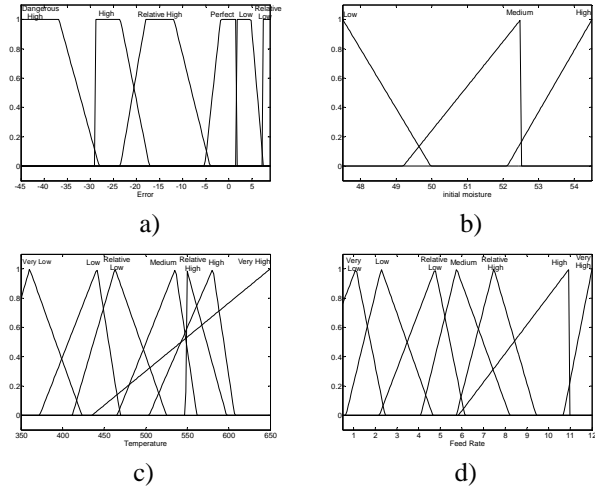 Dangerous High High Relative High Perfect Low Relative Low
1
0.8
0.6
0.4
0.2
0
-45 -40 -35 -30 -25 -20 -15 -10 -5 0 5
Error
a)
Low Medium High
1
0.8
0.6
0.4
0.2
0
48 49 50 51 52 53 54
initial moisture
b)
Very Low Low Relative Low Medium Relative High High Very High
1
0.8
0.6
0.4
0.2
0
350 400 450 500 550 600 650
Temperature
c)
Very Low Low Relative Low Medium Relative High High Very High
1
0.8
0.6
0.4
0.2
0
1 2 3 4 5 6 7 8 9 10 11 12
Feed Rate
d)